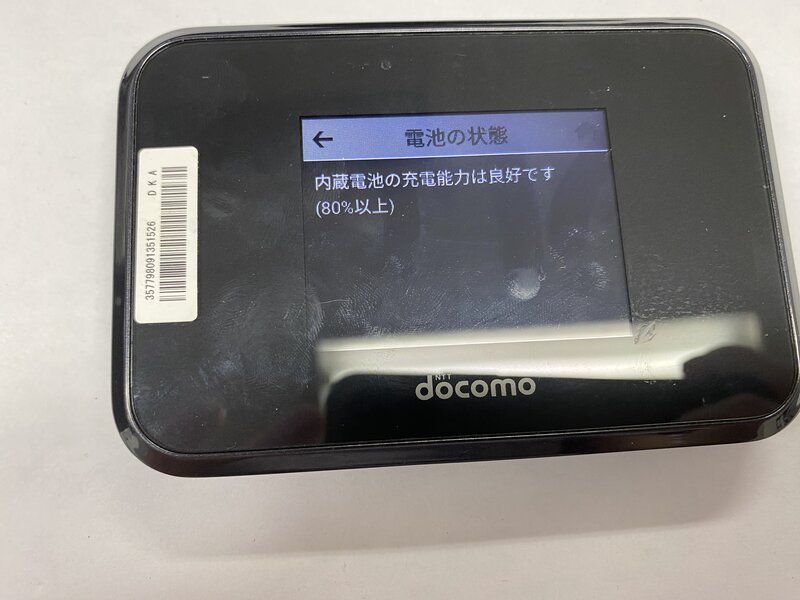 電池の状態
内蔵電池の充電能力は良好です
(80%以上)
357798091351526 DKA
NTT
docomo